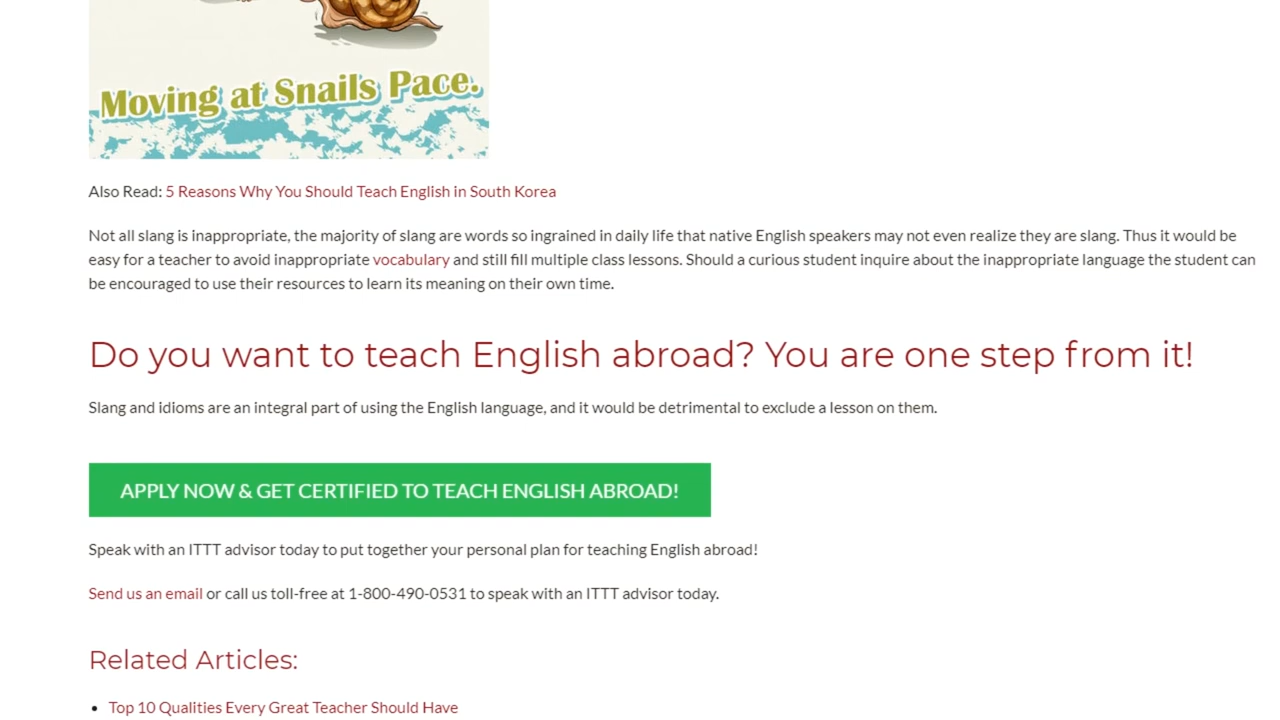 Moving at Snails Pace.
Also Read: 5 Reasons Why You Should Teach English in South Korea
Not all slang is inappropriate, the majority of slang are words so ingrained in daily life that native English speakers may not even realize they are slang. Thus it would be
easy for a teacher to avoid inappropriate vocabulary and still fill multiple class lessons. Should a curious student inquire about the inappropriate language the student can
be encouraged to use their resources to learn its meaning on their own time.
Do you want to teach English abroad? You are one step from it!
Slang and idioms are an integral part of using the English language, and it would be detrimental to exclude a lesson on them.
APPLY NOW & GET CERTIFIED TO TEACH ENGLISH ABROAD!
Speak with an ITTT advisor today to put together your personal plan for teaching English abroad!
Send us an email or call us toll-free at 1-800-490-0531 to speak with an ITTT advisor today.
Related Articles:
• Top 10 Qualities Every Great Teacher Should Have